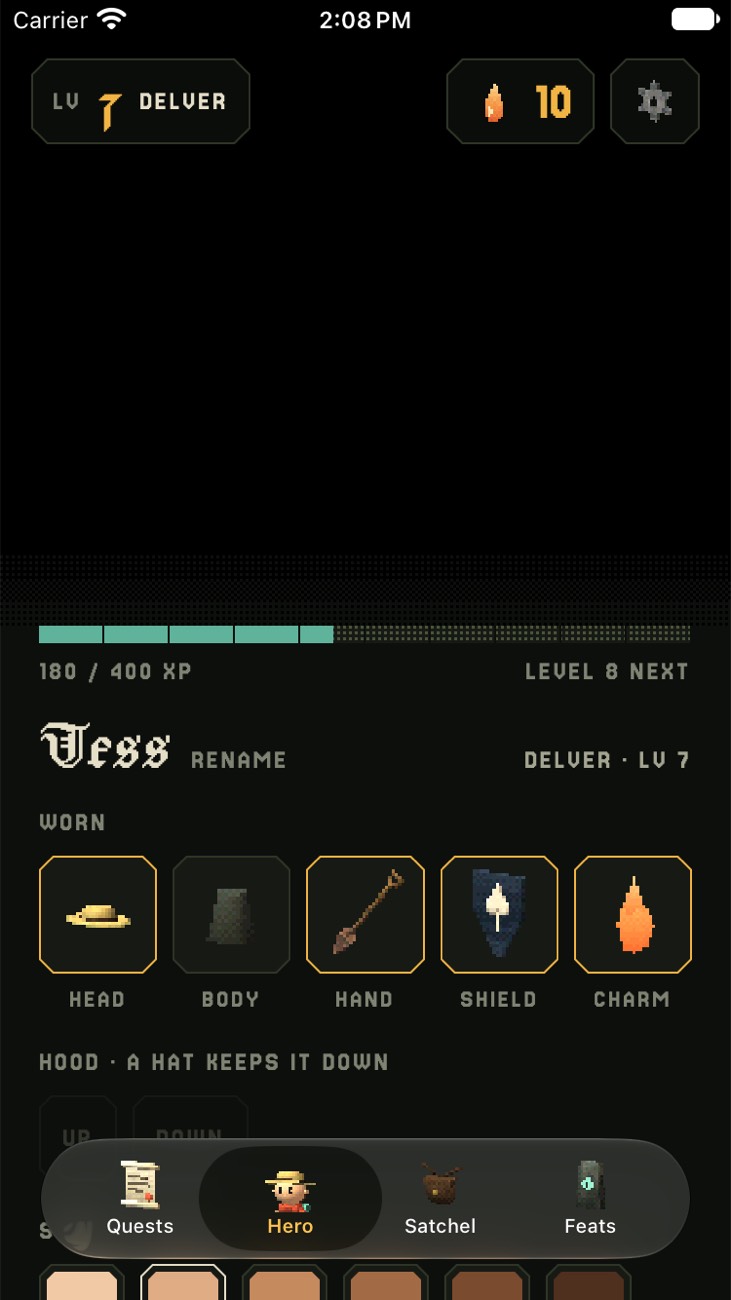 Carrier 2:08 PM
LV 7 DELVER 10
180 / 400 XP LEVEL 8 NEXT
Vess RENAME DELVER · LV 7
WORN
HEAD BODY HAND SHIELD CHARM
HOOD · A HAT KEEPS IT DOWN
UP DOWN
Quests Hero Satchel Feats